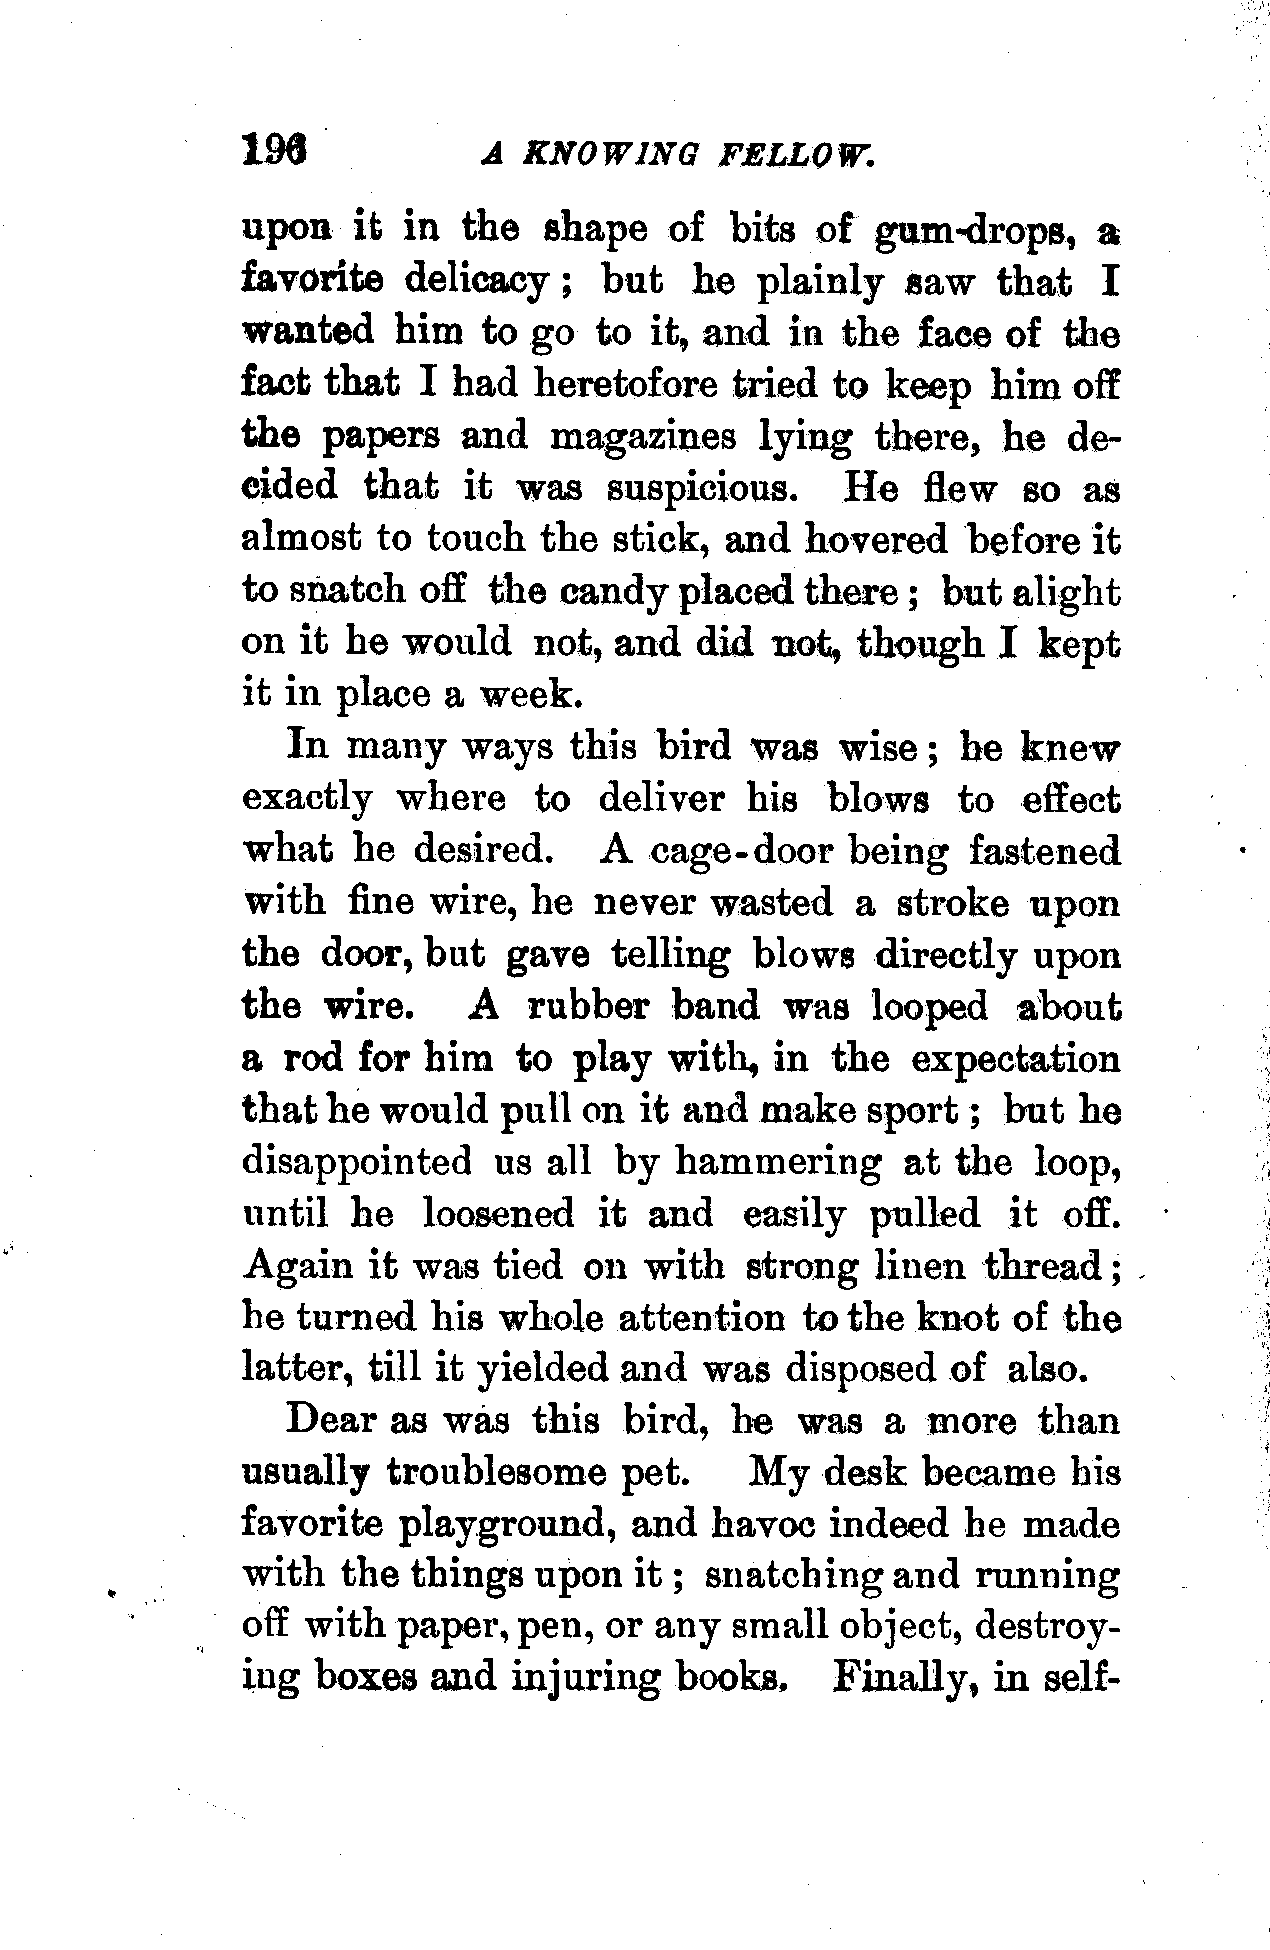 196 A KNOWING FELLOW.
upon it in the shape of bits of gum-drops, a
favorite delicacy; but he plainly saw that I
wanted him to go to it, and in the face of the
fact that I had heretofore tried to keep him off
the papers and magazines lying there, he de-
cided that it was suspicious. He flew so as
almost to touch the stick, and hovered before it
to snatch off the candy placed there; but alight
on it he would not, and did not, though I kept
it in place a week.
In many ways this bird was wise; he knew
exactly where to deliver his blows to effect
what he desired. A cage-door being fastened
with fine wire, he never wasted a stroke upon
the door, but gave telling blows directly upon
the wire. A rubber band was looped about
a rod for him to play with, in the expectation
that he would pull on it and make sport; but he
disappointed us all by hammering at the loop,
until he loosened it and easily pulled it off.
Again it was tied on with strong linen thread;
he turned his whole attention to the knot of the
latter, till it yielded and was disposed of also.
Dear as was this bird, he was a more than
usually troublesome pet. My desk became his
favorite playground, and havoc indeed he made
with the things upon it; snatching and running
off with paper, pen, or any small object, destroy-
ing boxes and injuring books. Finally, in self-